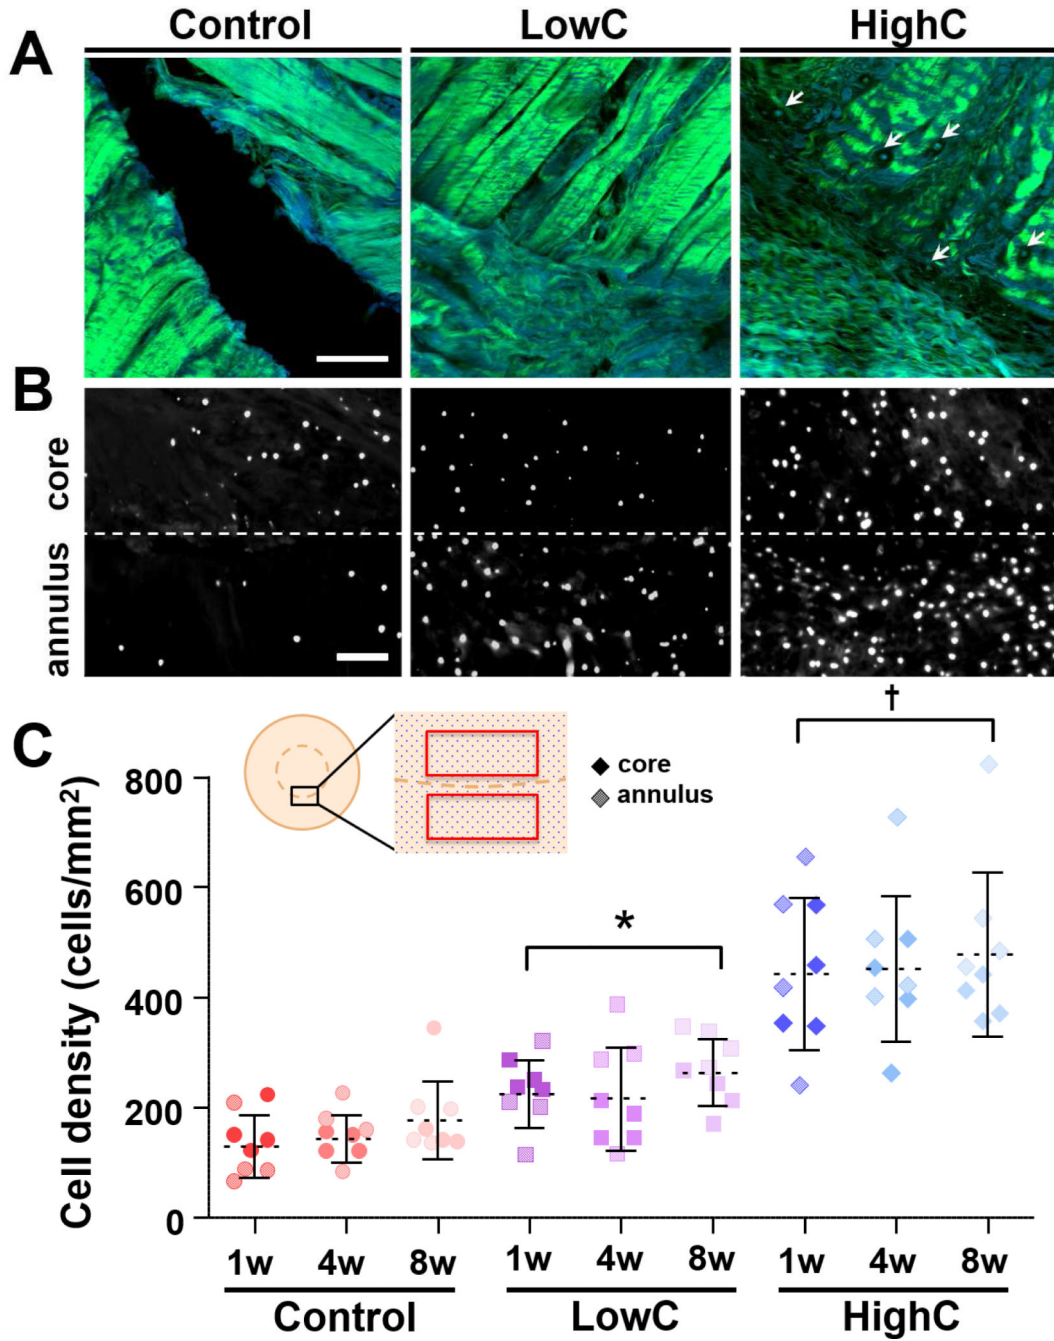 Control LowC HighC
A
B
core
annulus
C
†
core
annulus
*
Cell density (cells/mm²)
800
600
400
200
0
1w 4w 8w 1w 4w 8w 1w 4w 8w
Control LowC HighC